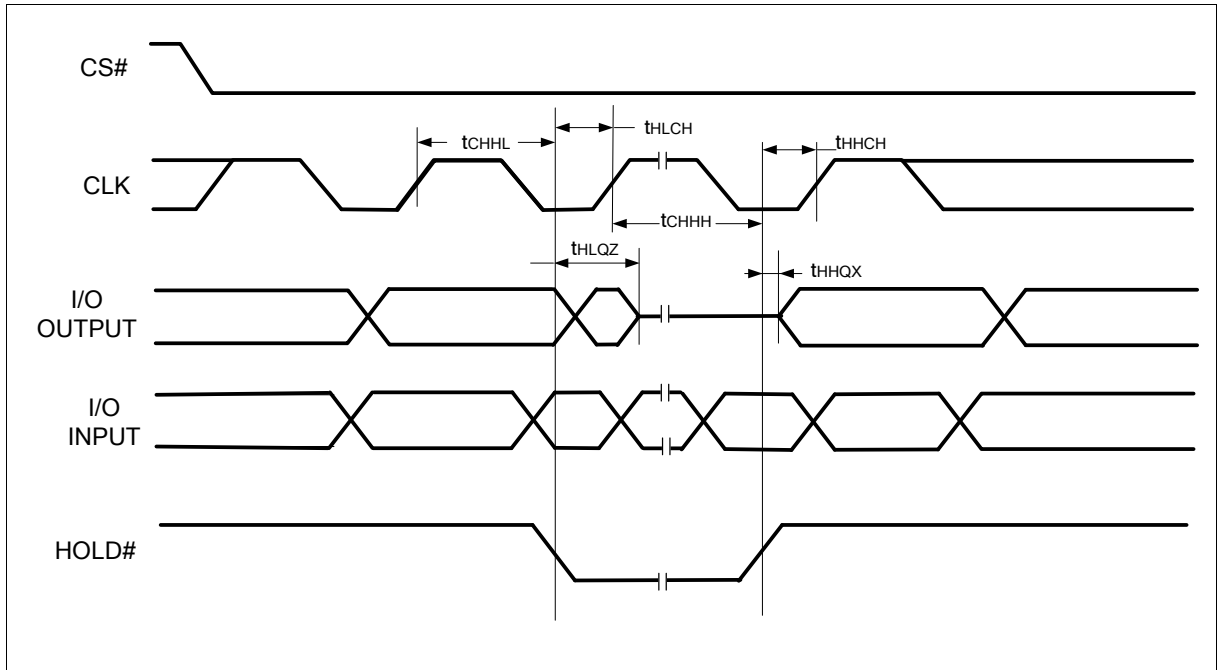 CS#
tHLCH
tCHHL
tHHCH
CLK
tCHHH
tHLQZ
tHHQX
I/O
OUTPUT
I/O
INPUT
HOLD#